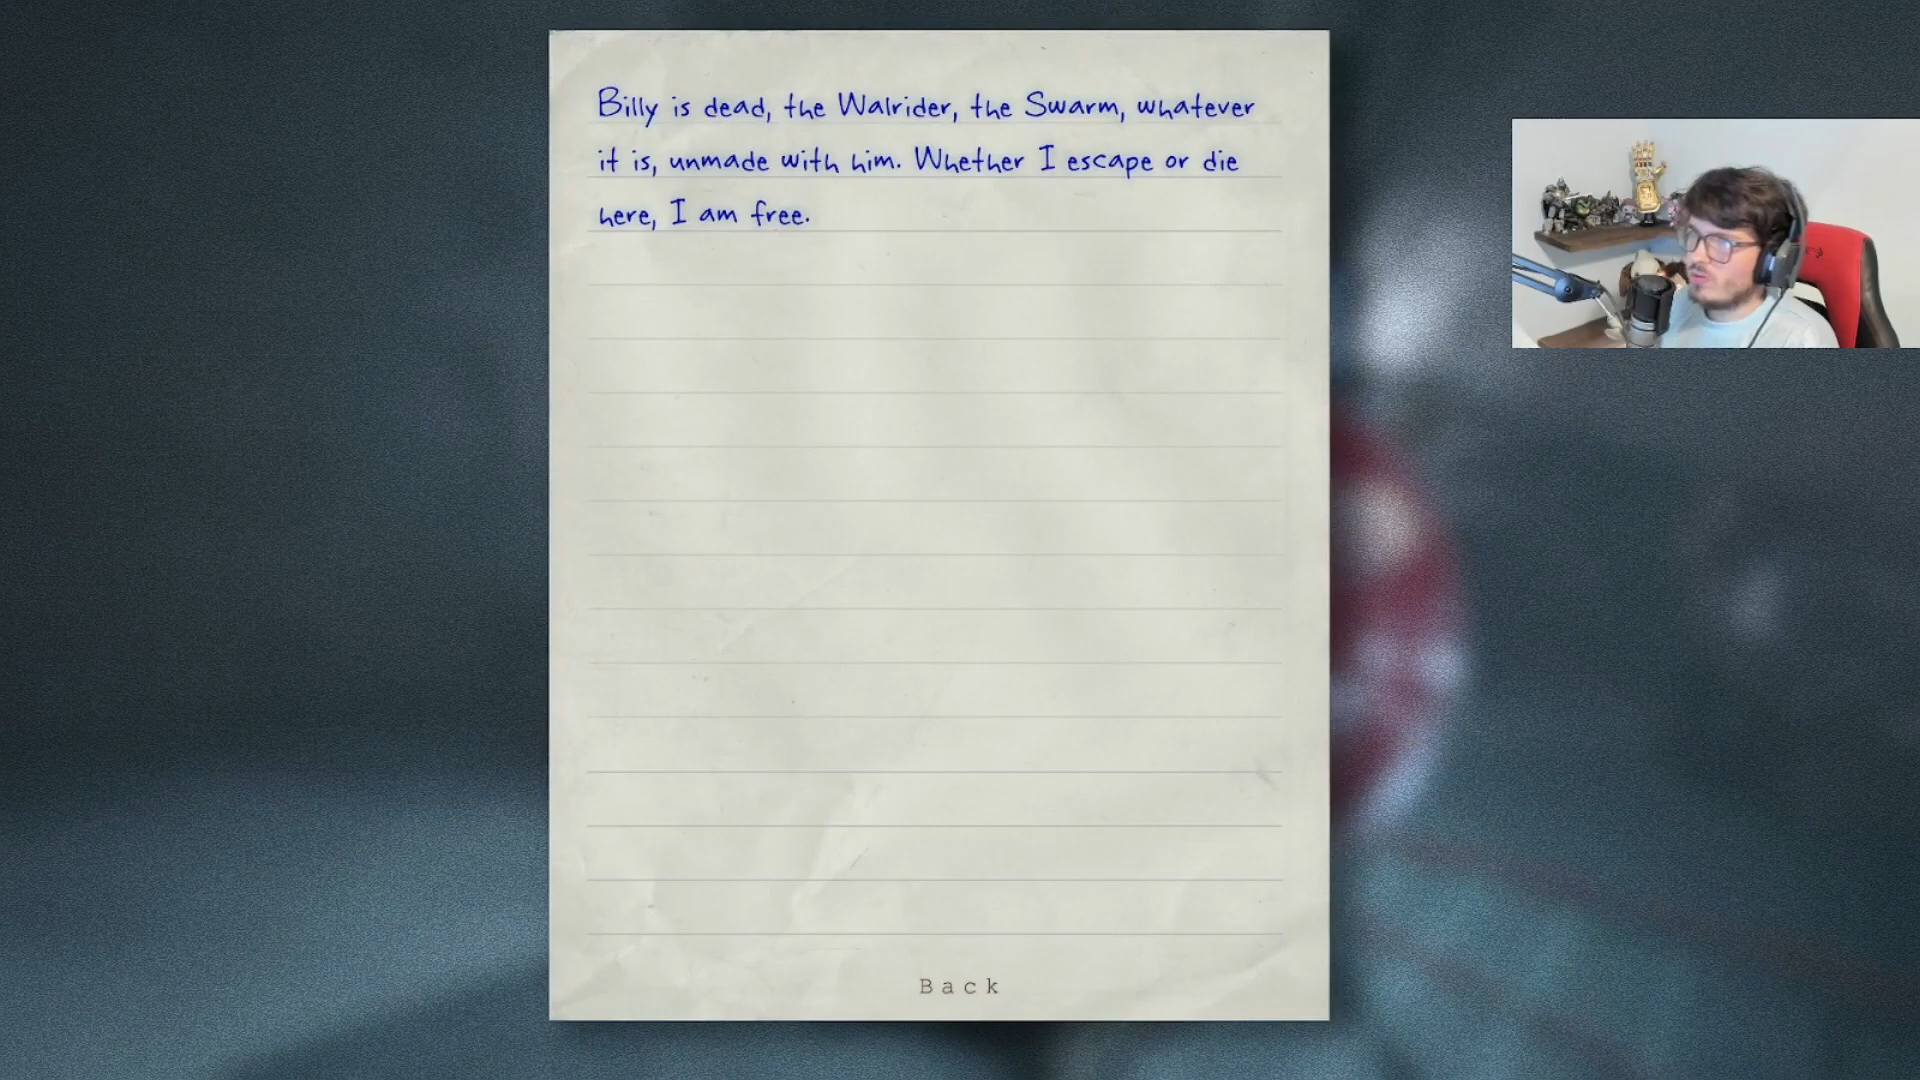 Billy is dead, the Walrider, the Swarm, whatever
it is, unmade with him. Whether I escape or die
here, I am free.
Back